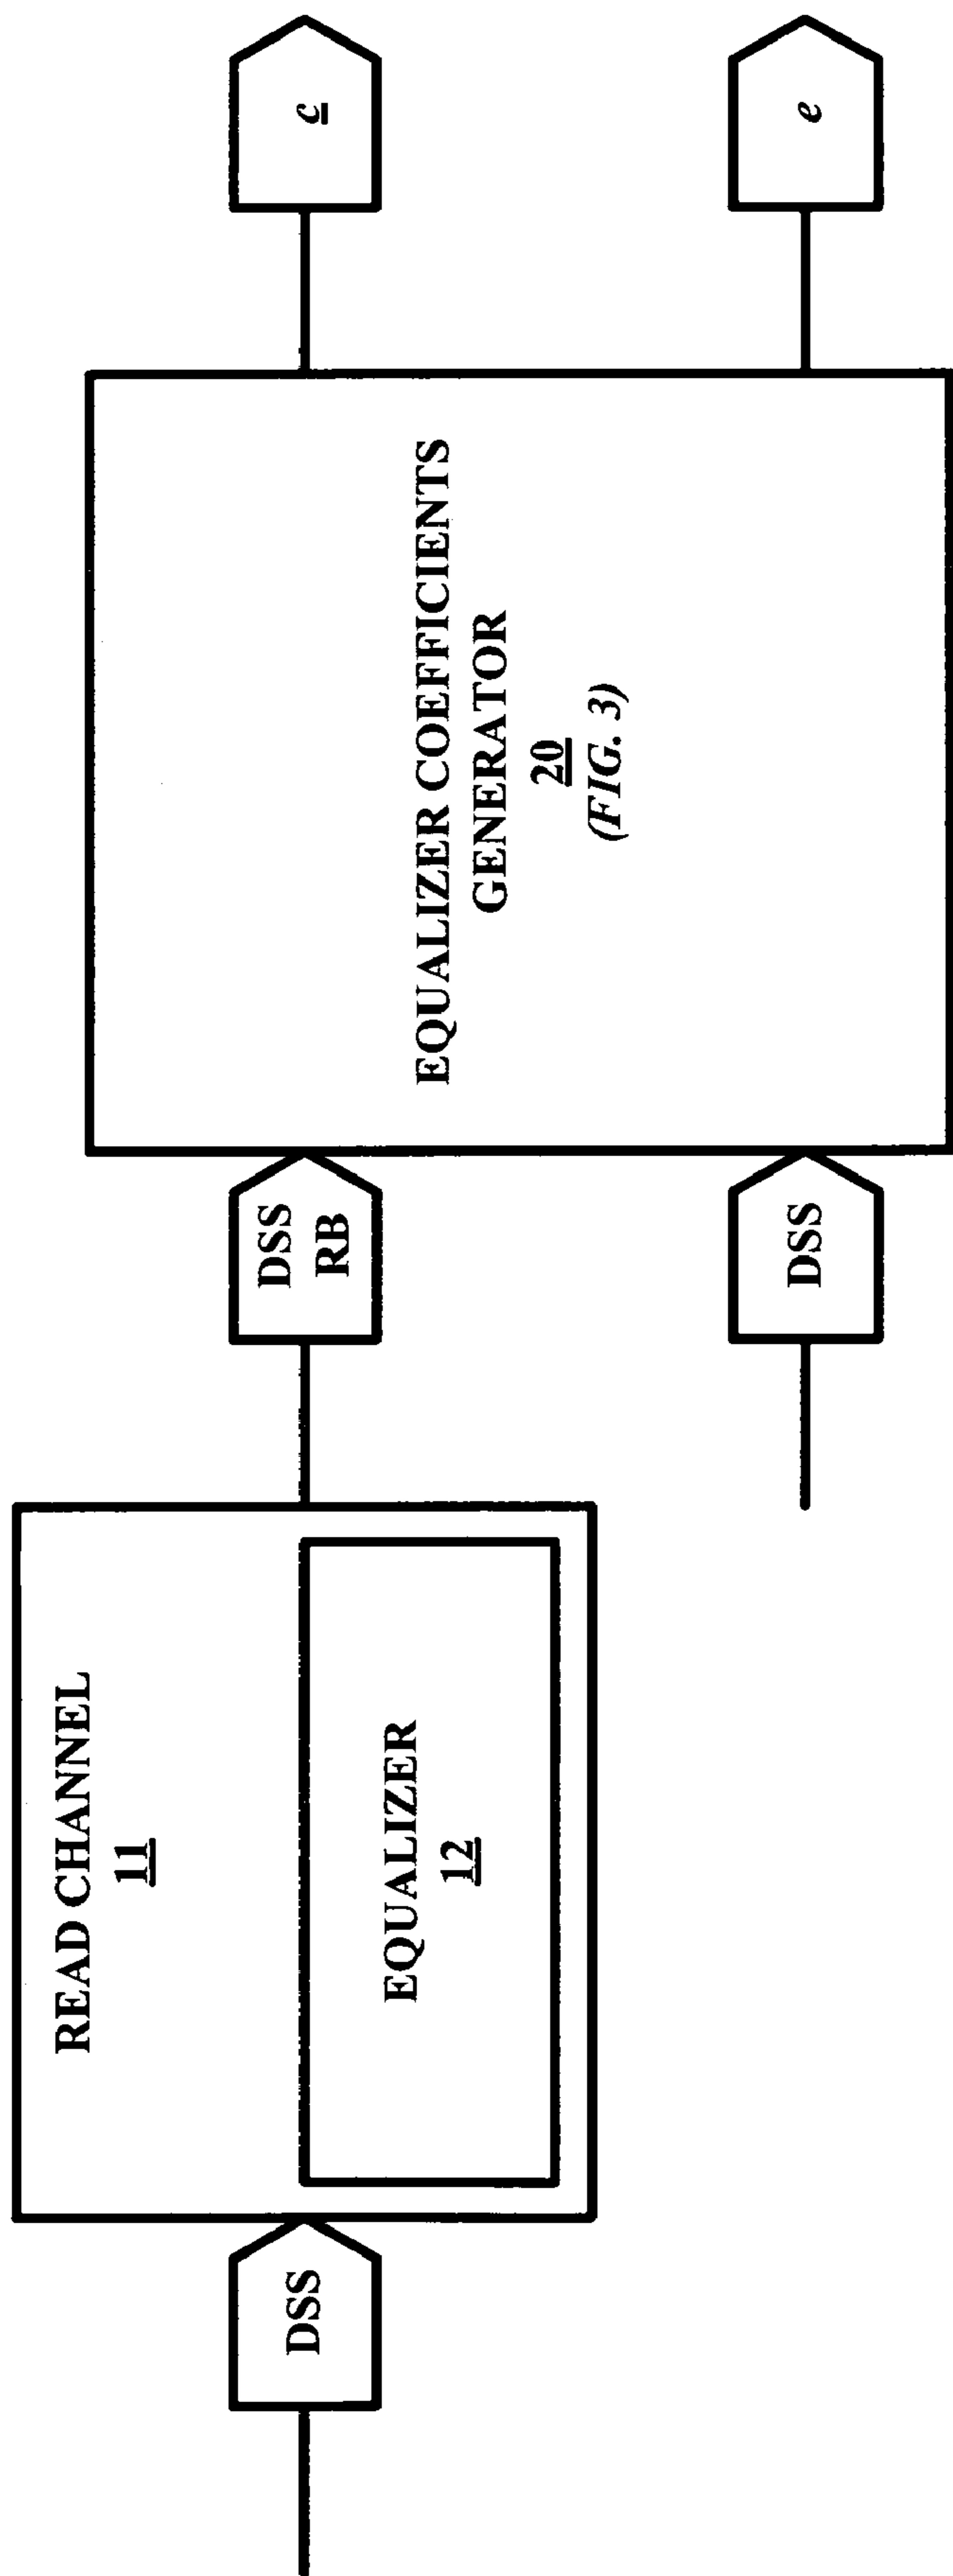 DSS
READ CHANNEL
11
EQUALIZER
12
DSS
RB
DSS
EQUALIZER COEFFICIENTS
GENERATOR
20
(FIG. 3)
c
e